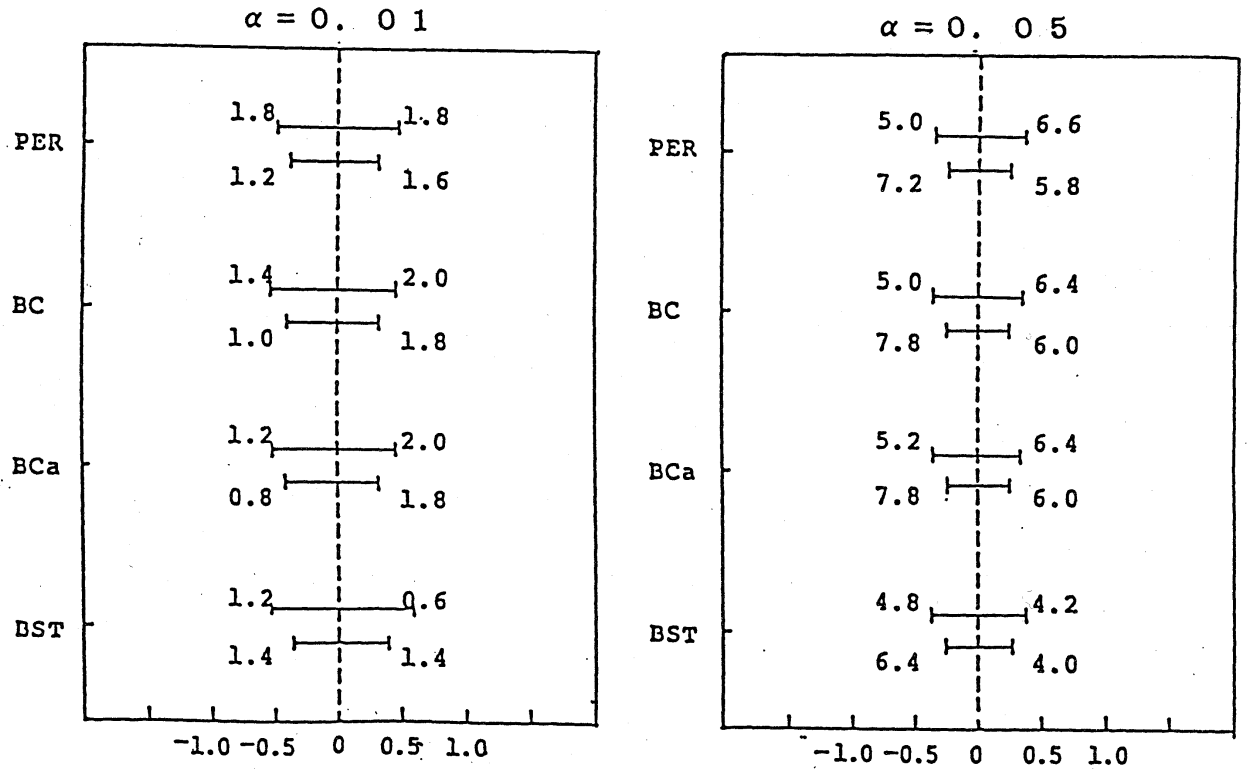 α = 0. 01
1.8 1.8
PER
1.2 1.6
1.4 2.0
BC
1.0 1.8
1.2 2.0
BCa
0.8 1.8
1.2 0.6
BST
1.4 1.4
-1.0 -0.5 0 0.5 1.0
α = 0. 05
5.0 6.6
PER
7.2 5.8
5.0 6.4
BC
7.8 6.0
5.2 6.4
BCa
7.8 6.0
4.8 4.2
BST
6.4 4.0
-1.0 -0.5 0 0.5 1.0